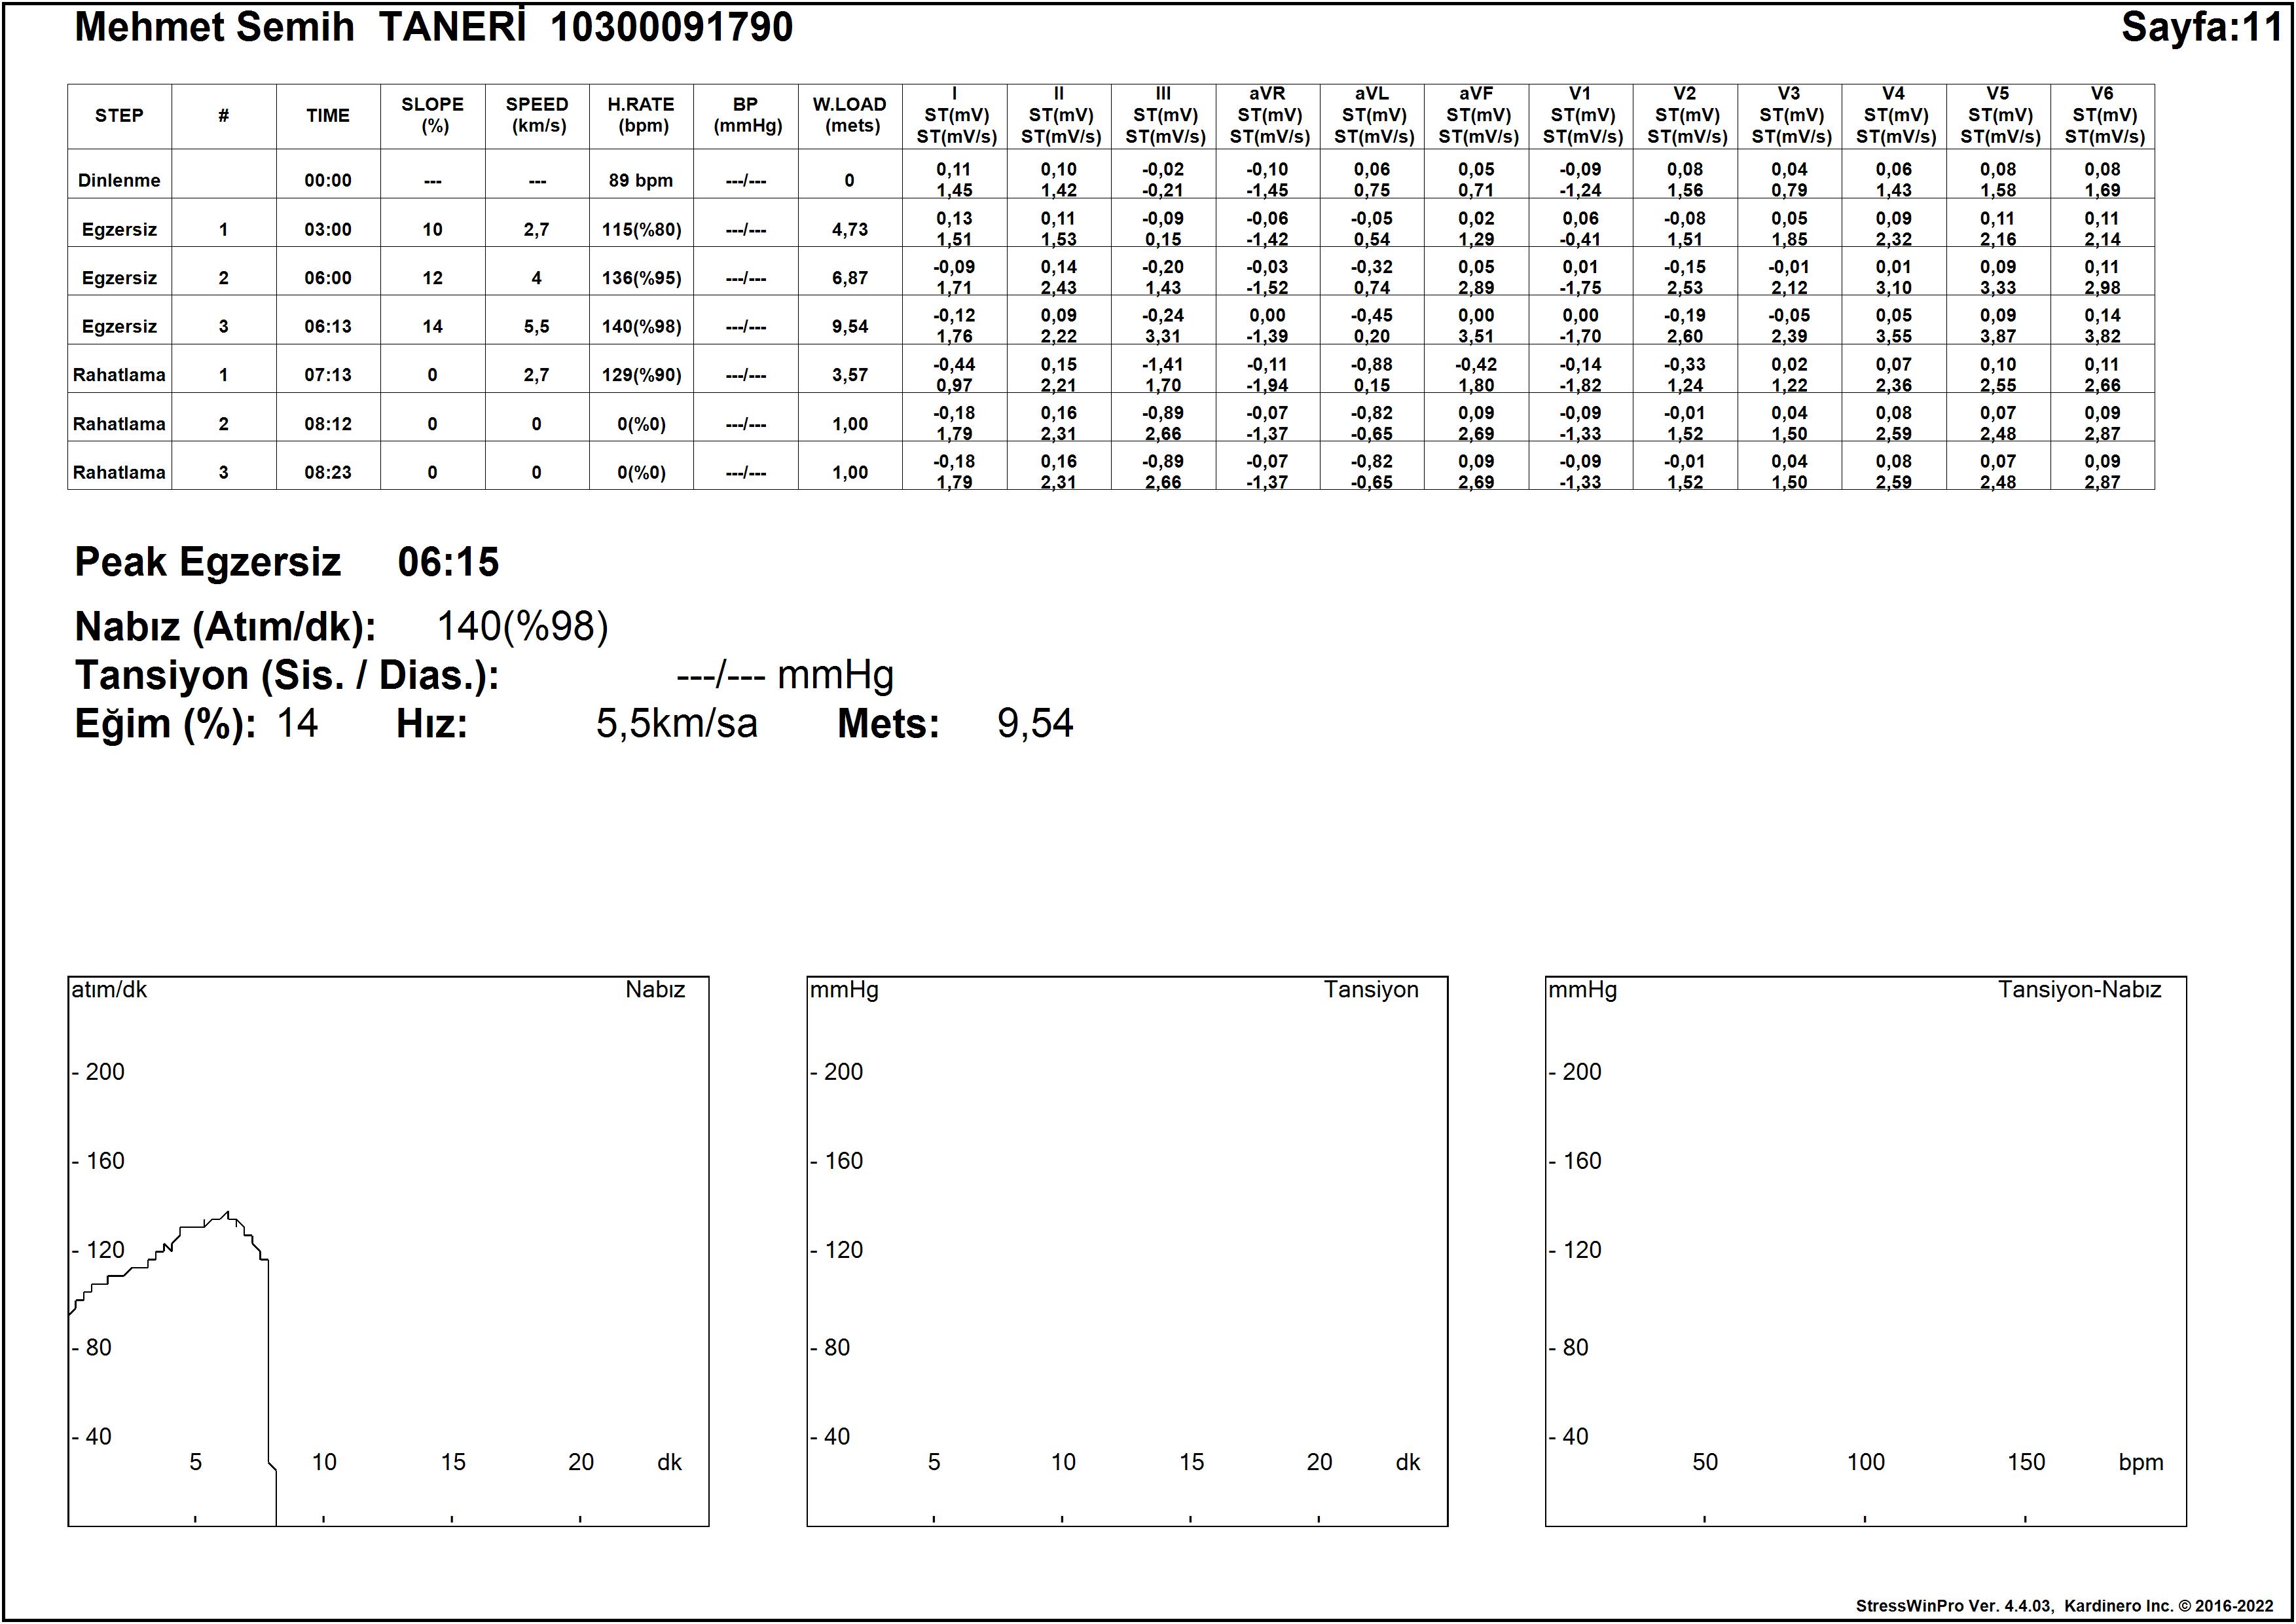 Mehmet Semih TANERİ 10300091790 Sayfa:11
STEP # TIME SLOPE (%) SPEED (km/s) H.RATE (bpm) BP (mmHg) W.LOAD (mets) I ST(mV) ST(mV/s) II ST(mV) ST(mV/s) III ST(mV) ST(mV/s) aVR ST(mV) ST(mV/s) aVL ST(mV) ST(mV/s) aVF ST(mV) ST(mV/s) V1 ST(mV) ST(mV/s) V2 ST(mV) ST(mV/s) V3 ST(mV) ST(mV/s) V4 ST(mV) ST(mV/s) V5 ST(mV) ST(mV/s) V6 ST(mV) ST(mV/s)
Dinlenme 00:00 --- --- 89 bpm ---/--- 0 0,11 0,10 -0,02 -0,10 0,06 0,05 -0,09 0,08 0,04 0,06 0,08 0,08
1,45 1,42 -0,21 -1,45 0,75 0,71 -1,24 1,56 0,79 1,43 1,58 1,69
Egzersiz 1 03:00 10 2,7 115(%80) ---/--- 4,73 0,13 0,11 -0,09 -0,06 -0,05 0,02 0,06 -0,08 0,05 0,09 0,11 0,11
1,51 1,53 0,15 -1,42 0,54 1,29 -0,41 1,51 1,85 2,32 2,16 2,14
Egzersiz 2 06:00 12 4 136(%95) ---/--- 6,87 -0,09 0,14 -0,20 -0,03 -0,32 0,05 0,01 -0,15 -0,01 0,01 0,09 0,11
1,71 2,43 1,43 -1,52 0,74 2,89 -1,75 2,53 2,12 3,10 3,33 2,98
Egzersiz 3 06:13 14 5,5 140(%98) ---/--- 9,54 -0,12 0,09 -0,24 0,00 -0,45 0,00 0,00 -0,19 -0,05 0,05 0,09 0,14
1,76 2,22 3,31 -1,39 0,20 3,51 -1,70 2,60 2,39 3,55 3,87 3,82
Rahatlama 1 07:13 0 2,7 129(%90) ---/--- 3,57 -0,44 0,15 -1,41 -0,11 -0,88 -0,42 -0,14 -0,33 0,02 0,07 0,10 0,11
0,97 2,21 1,70 -1,94 0,15 1,80 -1,82 1,24 1,22 2,36 2,55 2,66
Rahatlama 2 08:12 0 0 0(%0) ---/--- 1,00 -0,18 0,16 -0,89 -0,07 -0,82 0,09 -0,09 -0,01 0,04 0,08 0,07 0,09
1,79 2,31 2,66 -1,37 -0,65 2,69 -1,33 1,52 1,50 2,59 2,48 2,87
Rahatlama 3 08:23 0 0 0(%0) ---/--- 1,00 -0,18 0,16 -0,89 -0,07 -0,82 0,09 -0,09 -0,01 0,04 0,08 0,07 0,09
1,79 2,31 2,66 -1,37 -0,65 2,69 -1,33 1,52 1,50 2,59 2,48 2,87
Peak Egzersiz 06:15
Nabız (Atım/dk): 140(%98)
Tansiyon (Sis. / Dias.): ---/--- mmHg
Eğim (%): 14 Hız: 5,5km/sa Mets: 9,54
atım/dk Nabız
- 200
- 160
- 120
- 80
- 40
5 10 15 20 dk
mmHg Tansiyon
- 200
- 160
- 120
- 80
- 40
5 10 15 20 dk
mmHg Tansiyon-Nabız
- 200
- 160
- 120
- 80
- 40
50 100 150 bpm
StressWinPro Ver. 4.4.03, Kardinero Inc. © 2016-2022